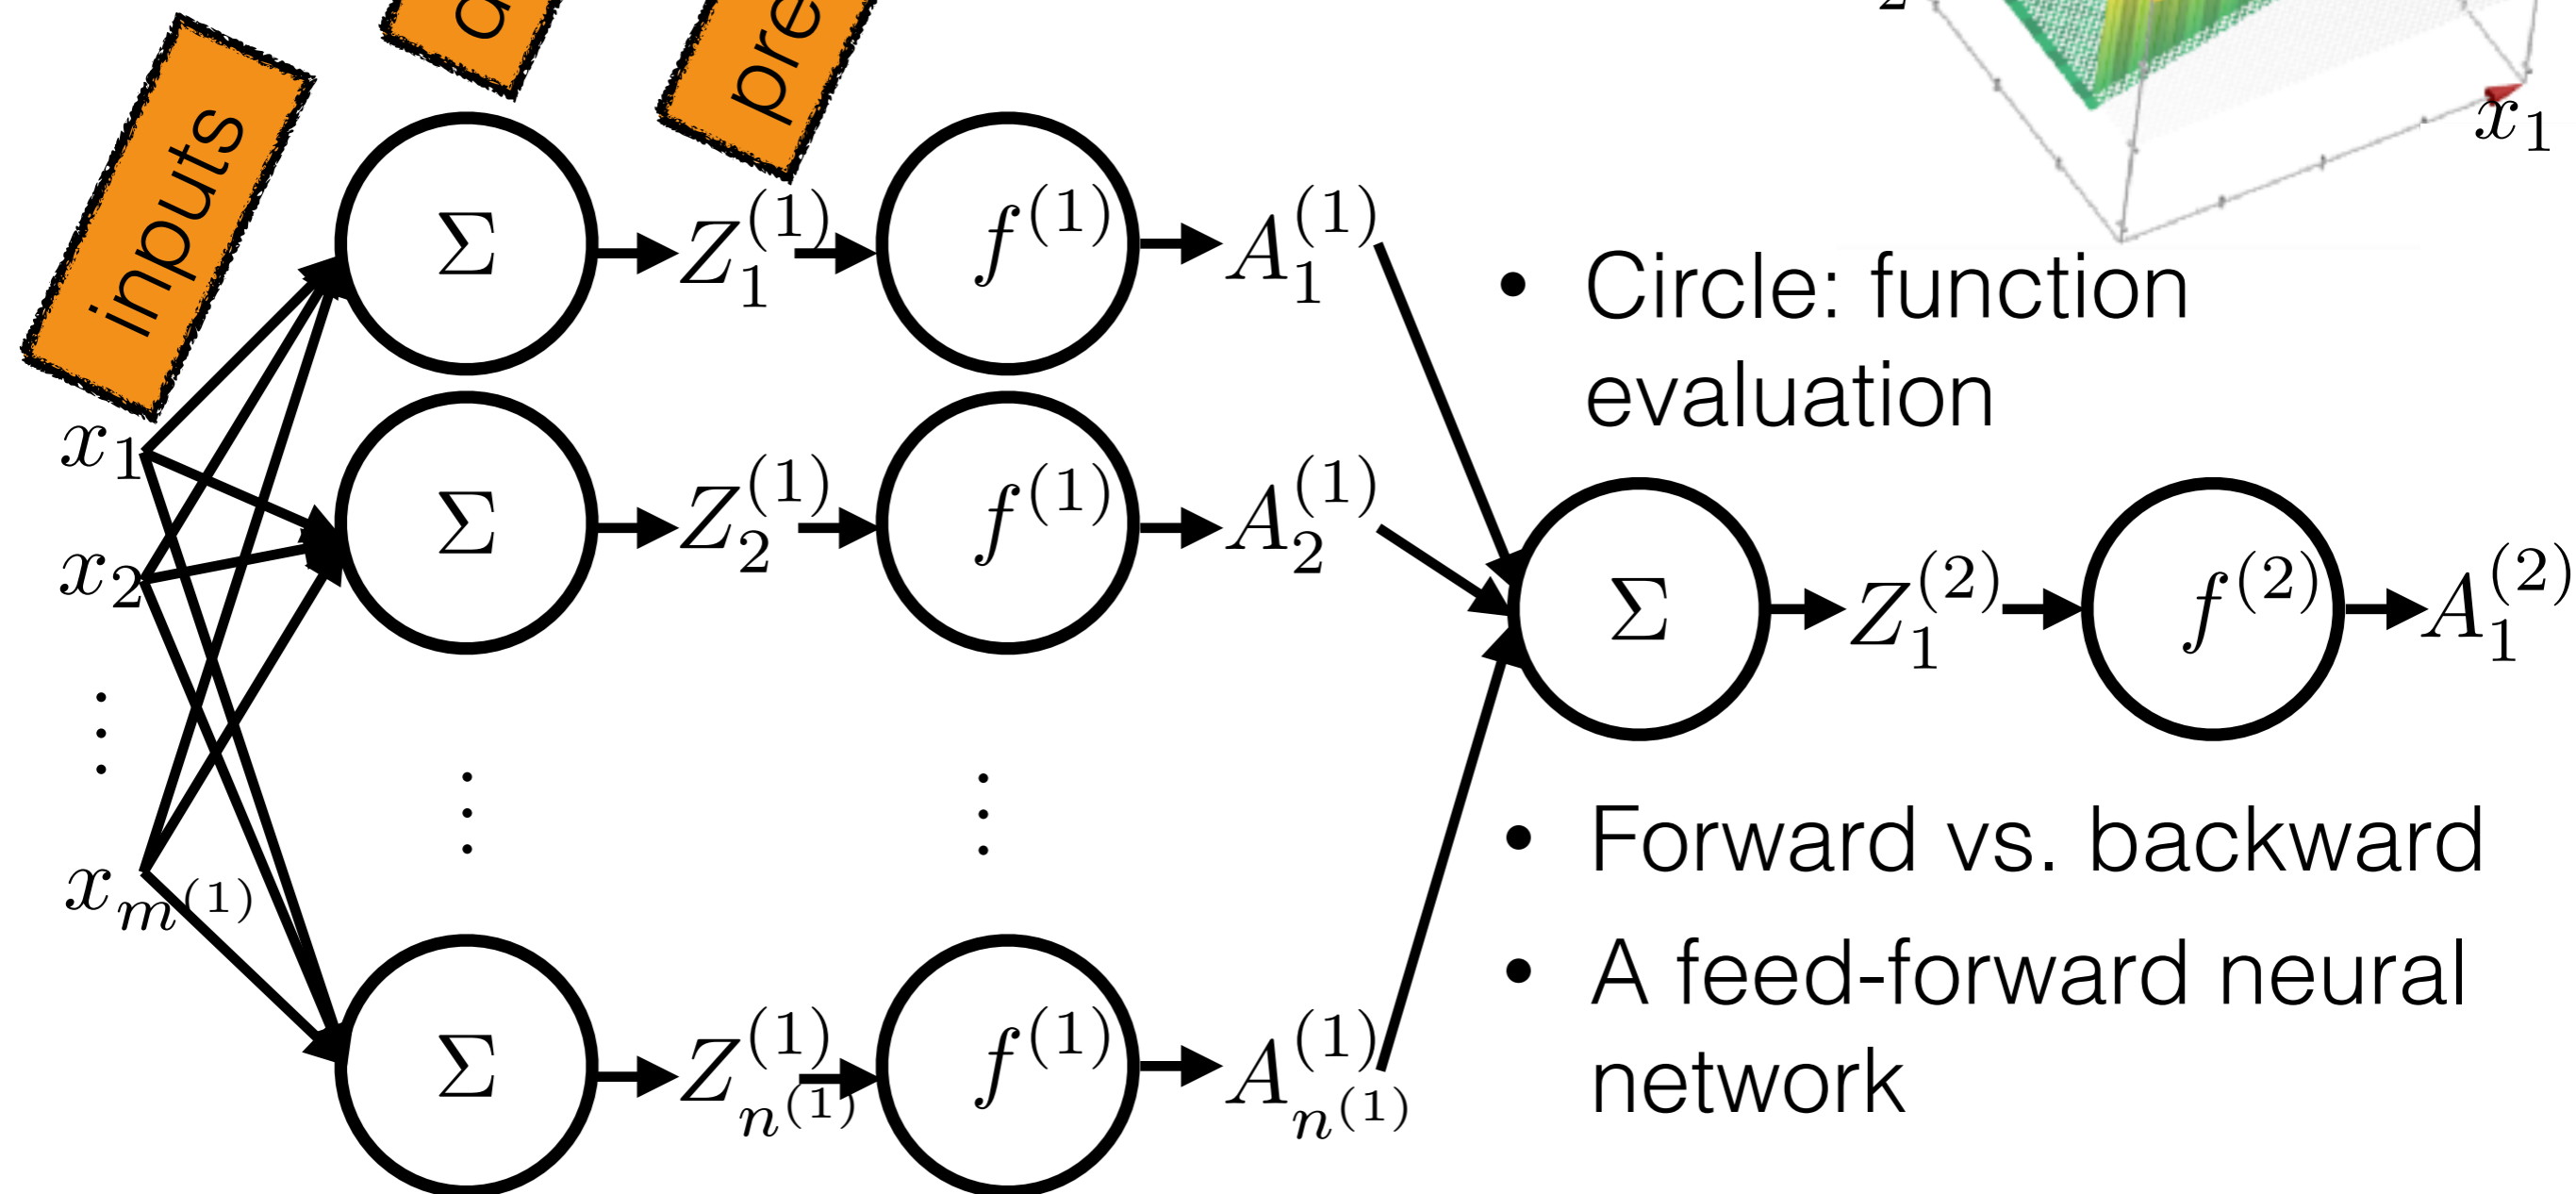 inputs
pre
x_1
Σ → Z_1^{(1)} → f^{(1)} → A_1^{(1)}
• Circle: function
evaluation
x_1
Σ → Z_2^{(1)} → f^{(1)} → A_2^{(1)}
x_2
Σ → Z_1^{(2)} → f^{(2)} → A_1^{(2)}
⋮ ⋮ ⋮
• Forward vs. backward
x_{m^{(1)}}
• A feed-forward neural
network
Σ → Z_{n^{(1)}}^{(1)} → f^{(1)} → A_{n^{(1)}}^{(1)}